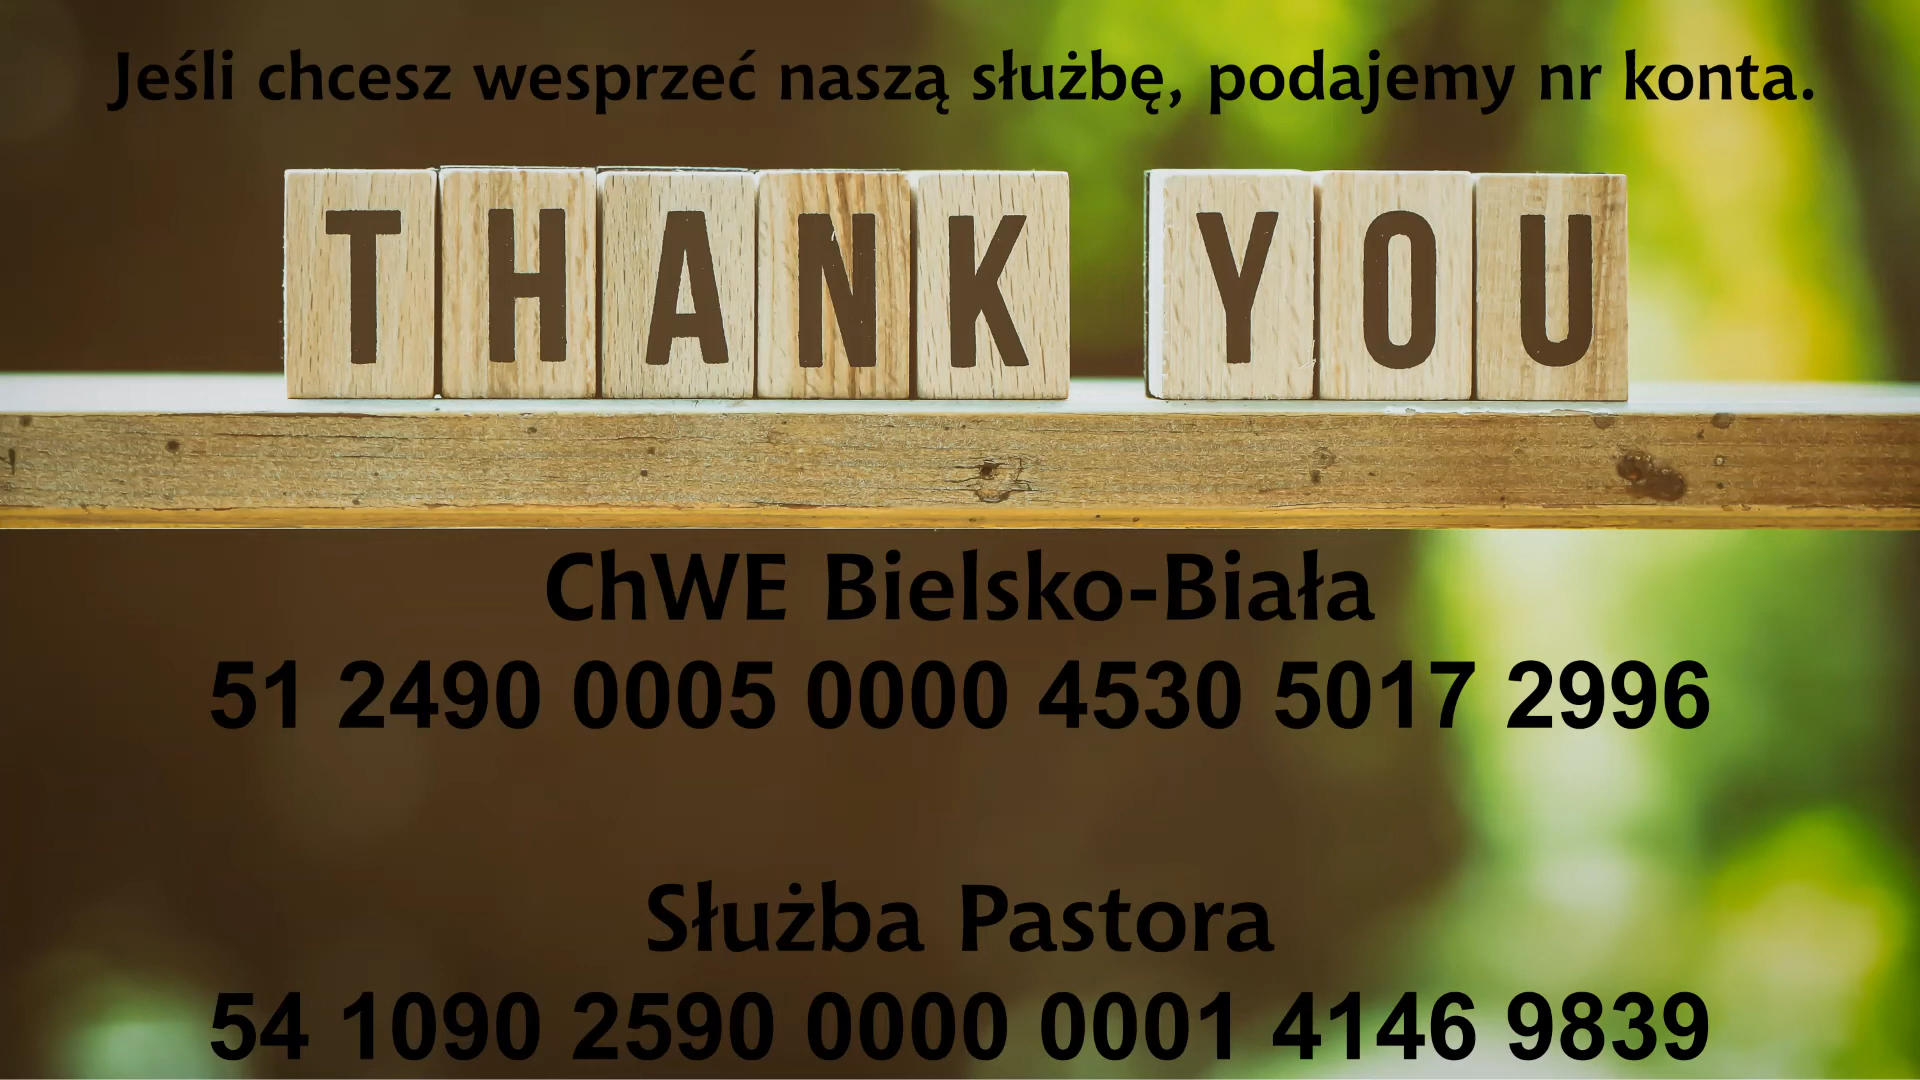 Jeśli chcesz wesprzeć naszą służbę, podajemy nr konta.
THANK YOU
ChWE Bielsko-Biała
51 2490 0005 0000 4530 5017 2996
Służba Pastora
54 1090 2590 0000 0001 4146 9839